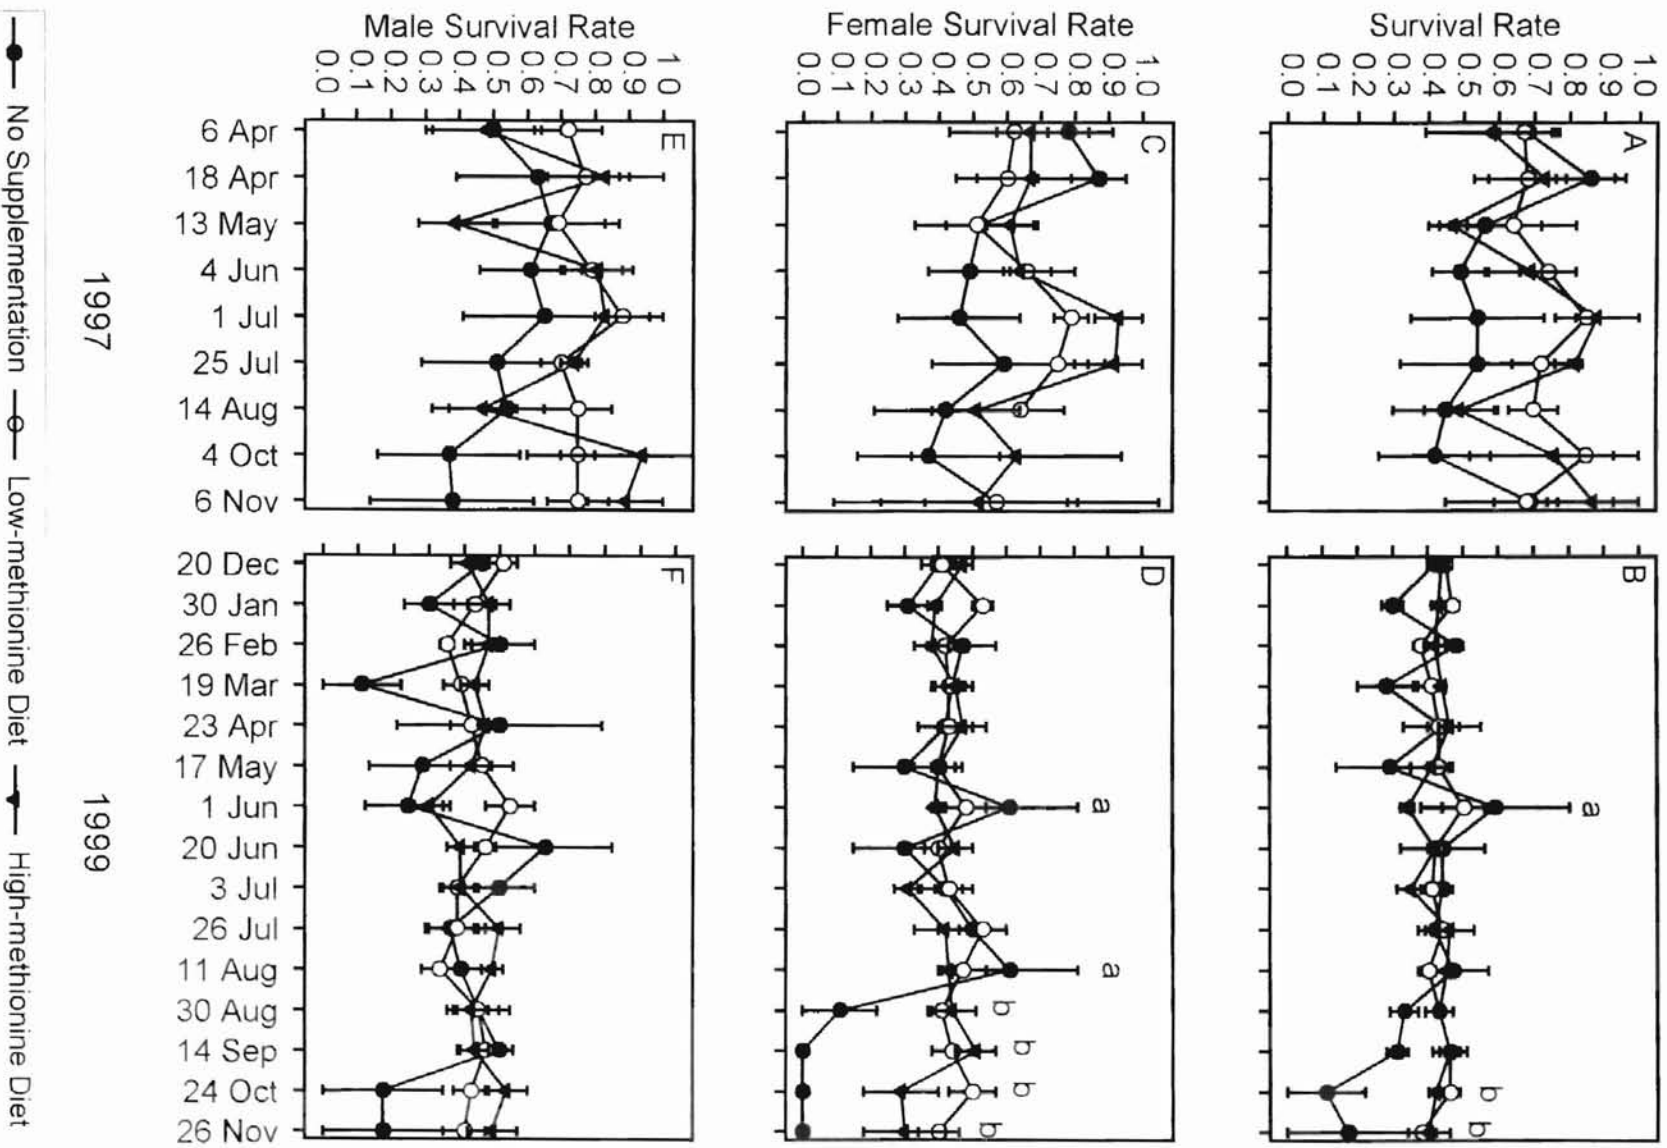 Male Survival Rate
Female Survival Rate
Survival Rate
0.0 0.1 0.2 0.3 0.4 0.5 0.6 0.7 0.8 0.9 1.0
0.0 0.1 0.2 0.3 0.4 0.5 0.6 0.7 0.8 0.9 1.0
0.0 0.1 0.2 0.3 0.4 0.5 0.6 0.7 0.8 0.9 1.0
E
C
A
6 Apr
18 Apr
13 May
4 Jun
1 Jul
25 Jul
14 Aug
4 Oct
6 Nov
1997
F
D
B
20 Dec
30 Jan
26 Feb
19 Mar
23 Apr
17 May
1 Jun
a
a
20 Jun
3 Jul
26 Jul
11 Aug
a
30 Aug
b
14 Sep
b
24 Oct
b
b
26 Nov
b
b
1999
No Supplementation
Low-methionine Diet
High-methionine Diet